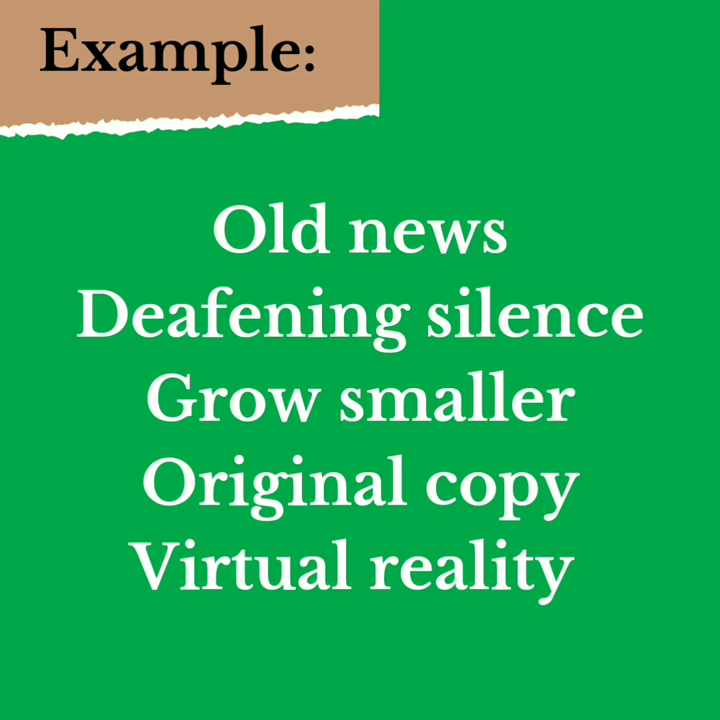 Example:
Old news
Deafening silence
Grow smaller
Original copy
Virtual reality